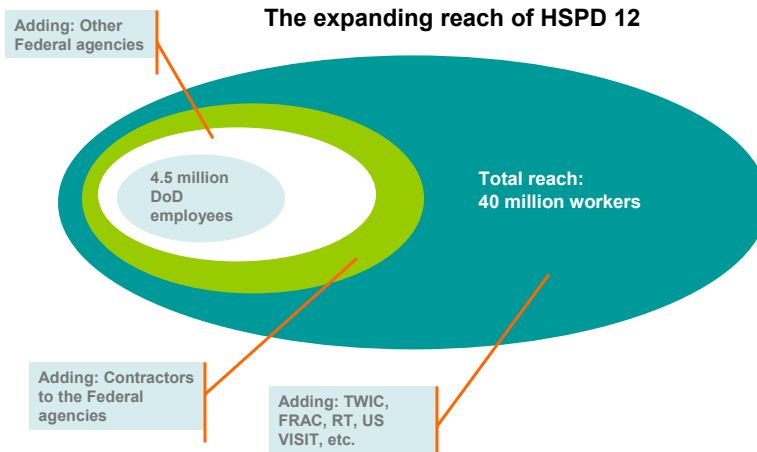 The expanding reach of HSPD 12
Adding: Other
Federal agencies
4.5 million
DoD
employees
Total reach:
40 million workers
Adding: Contractors
to the Federal
agencies
Adding: TWIC,
FRAC, RT, US
VISIT, etc.